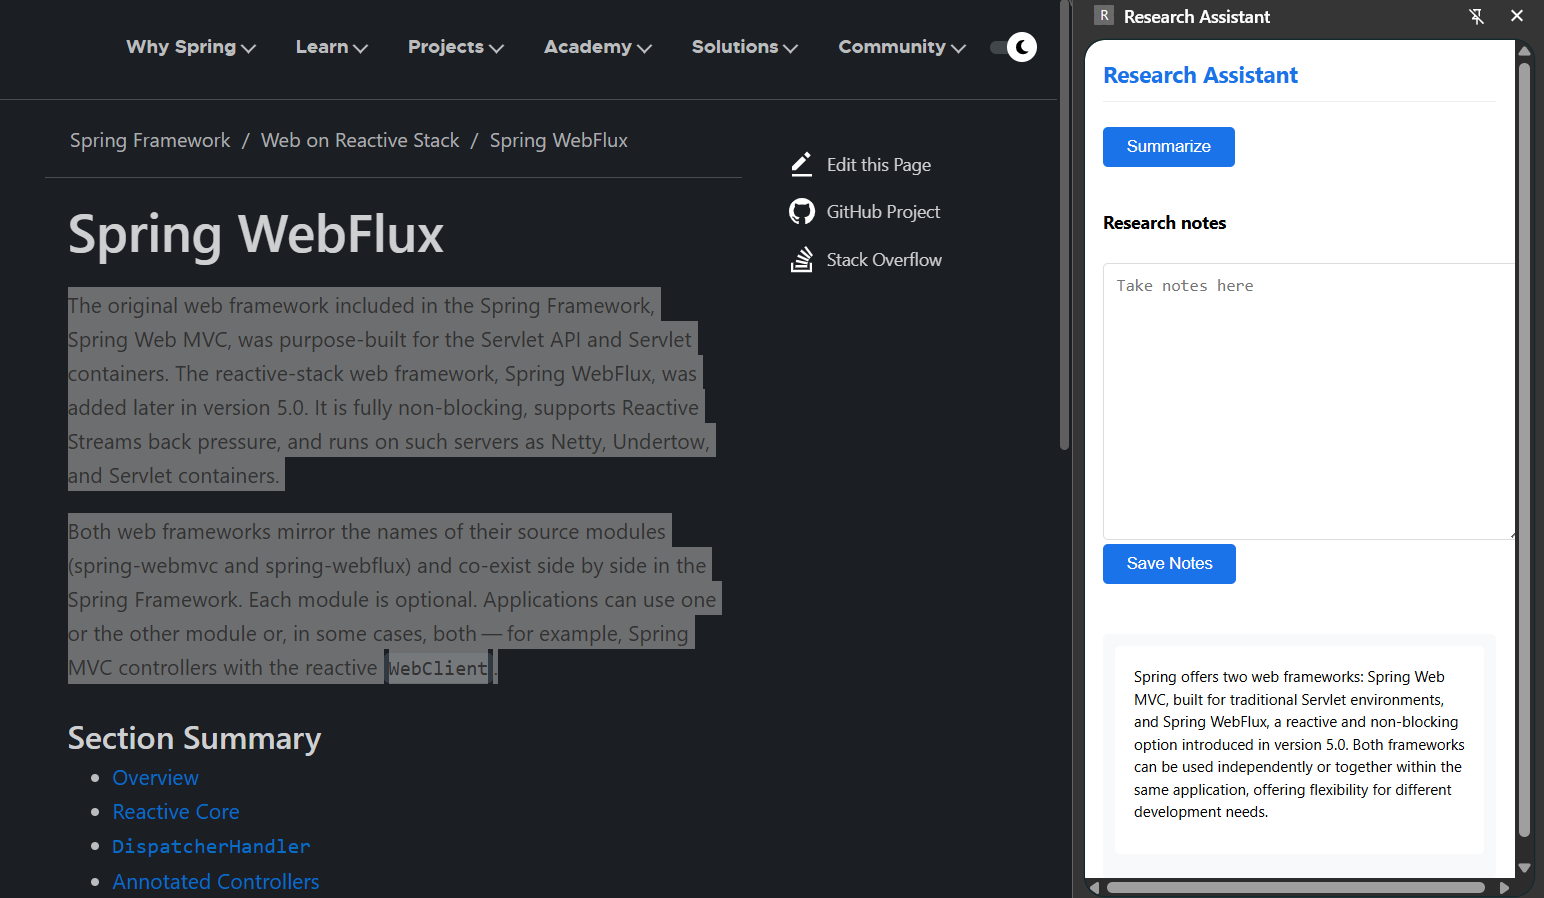 Why Spring
Learn
Projects
Academy
Solutions
Community
Spring Framework / Web on Reactive Stack / Spring WebFlux
Edit this Page
GitHub Project
Stack Overflow
Spring WebFlux
The original web framework included in the Spring Framework,
Spring Web MVC, was purpose-built for the Servlet API and Servlet
containers. The reactive-stack web framework, Spring WebFlux, was
added later in version 5.0. It is fully non-blocking, supports Reactive
Streams back pressure, and runs on such servers as Netty, Undertow,
and Servlet containers.
Both web frameworks mirror the names of their source modules
(spring-webmvc and spring-webflux) and co-exist side by side in the
Spring Framework. Each module is optional. Applications can use one
or the other module or, in some cases, both — for example, Spring
MVC controllers with the reactive WebClient.
Section Summary
Overview
Reactive Core
DispatcherHandler
Annotated Controllers
R Research Assistant
Research Assistant
Summarize
Research notes
Take notes here
Save Notes
Spring offers two web frameworks: Spring Web
MVC, built for traditional Servlet environments,
and Spring WebFlux, a reactive and non-blocking
option introduced in version 5.0. Both frameworks
can be used independently or together within the
same application, offering flexibility for different
development needs.